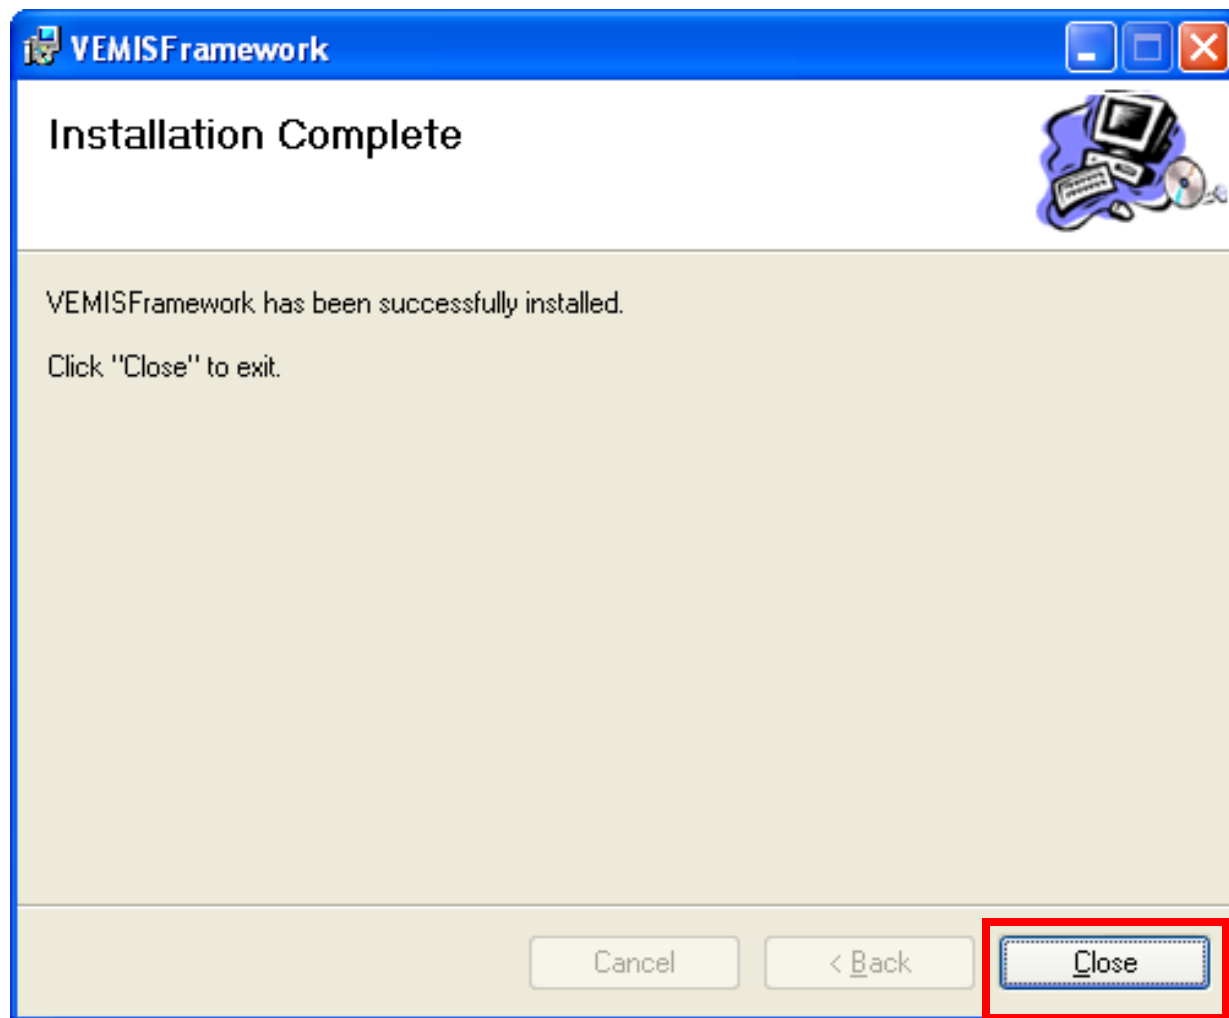 VEMISFramework
Installation Complete
VEMISFramework has been successfully installed.
Click "Close" to exit.
Cancel
< Back
Close